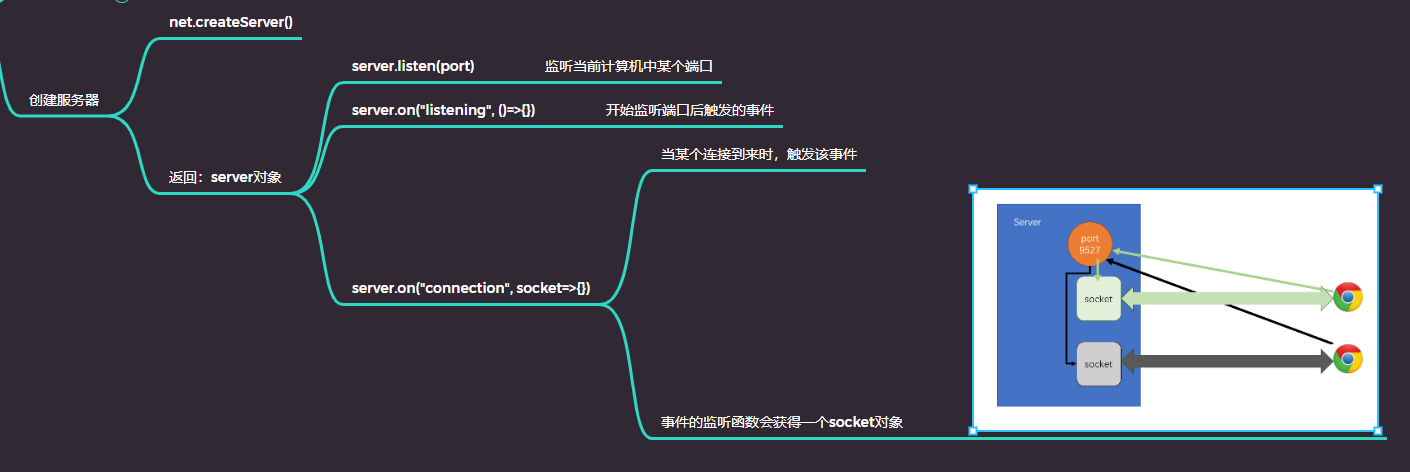 net.createServer()
创建服务器
返回：server对象
server.listen(port)
监听当前计算机中某个端口
server.on("listening", ()=>{})
开始监听端口后触发的事件
server.on("connection", socket=>{})
当某个连接到来时，触发该事件
事件的监听函数会获得一个socket对象
Server
port
9527
socket
socket